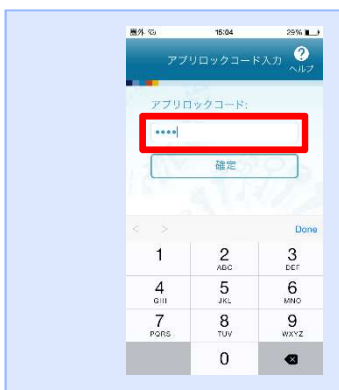 圏外 15:04 29%
アプリロックコード入力 ?
ヘルプ
アプリロックコード:
••••
確定
< > Done
1 2 3
ABC DEF
4 5 6
GHI JKL MNO
7 8 9
PQRS TUV WXYZ
0